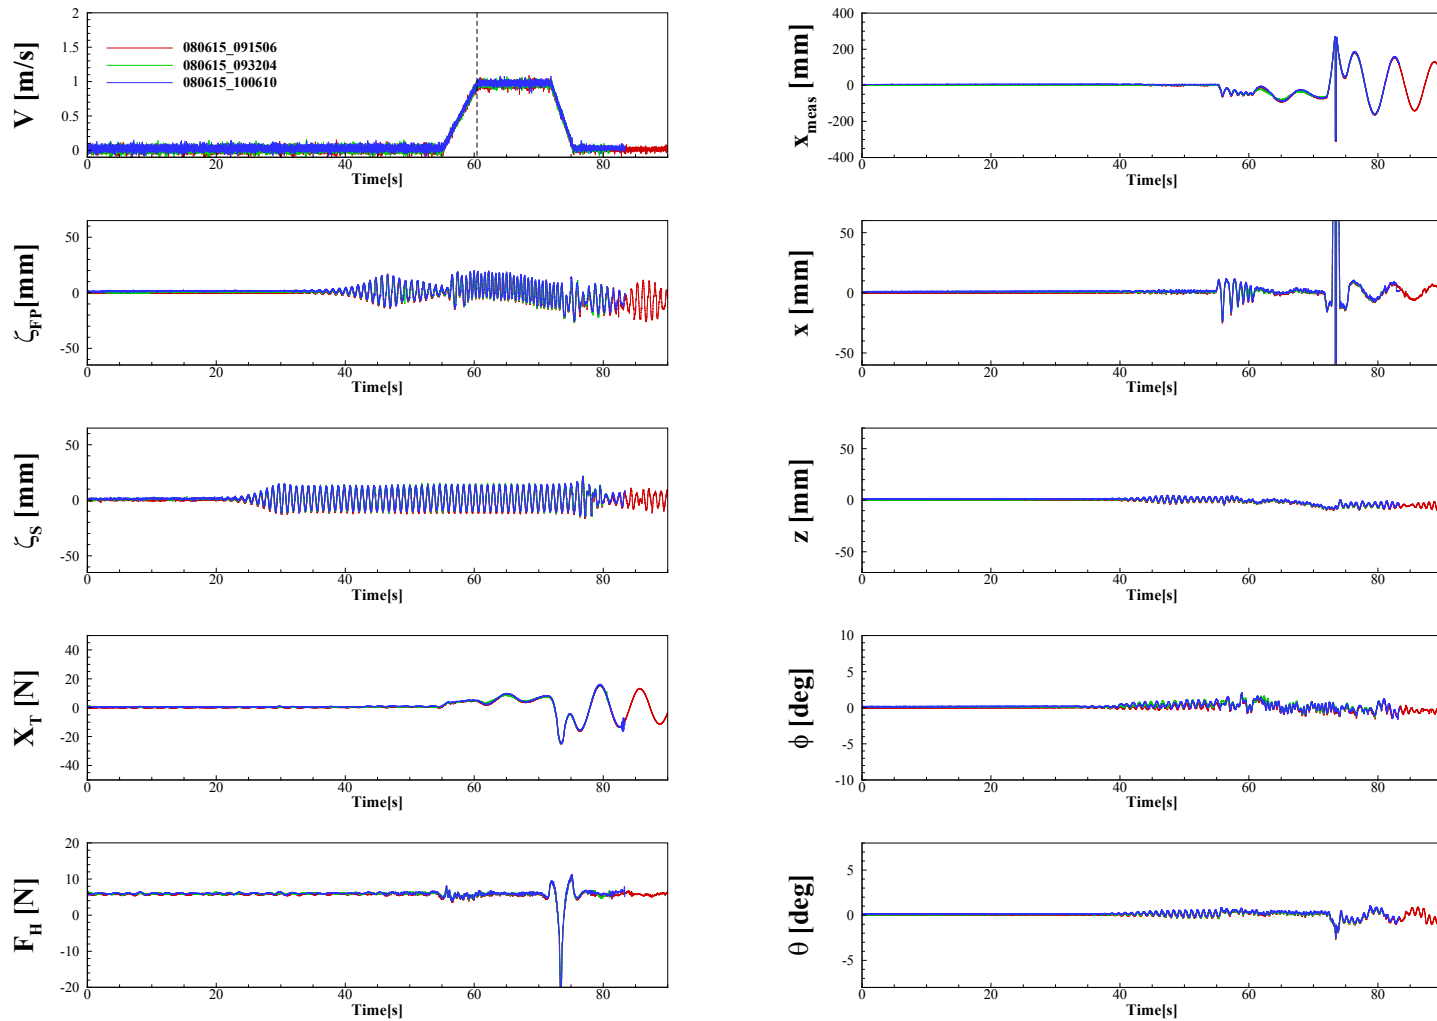 V [m/s]
2
1.5
1
0.5
0
080615_091506
080615_093204
080615_100610
0 20 40 60 80
Time[s]
x_meas [mm]
400
200
0
-200
-400
0 20 40 60 80
Time[s]
ζ_FP [mm]
50
0
-50
0 20 40 60 80
Time[s]
x [mm]
50
0
-50
0 20 40 60 80
Time[s]
ζ_S [mm]
50
0
-50
0 20 40 60 80
Time[s]
z [mm]
50
0
-50
0 20 40 60 80
Time[s]
X_T [N]
40
20
0
-20
-40
0 20 40 60 80
Time[s]
ϕ [deg]
10
5
0
-5
-10
0 20 40 60 80
Time[s]
F_H [N]
20
10
0
-10
-20
0 20 40 60 80
Time[s]
θ [deg]
5
0
-5
0 20 40 60 80
Time[s]